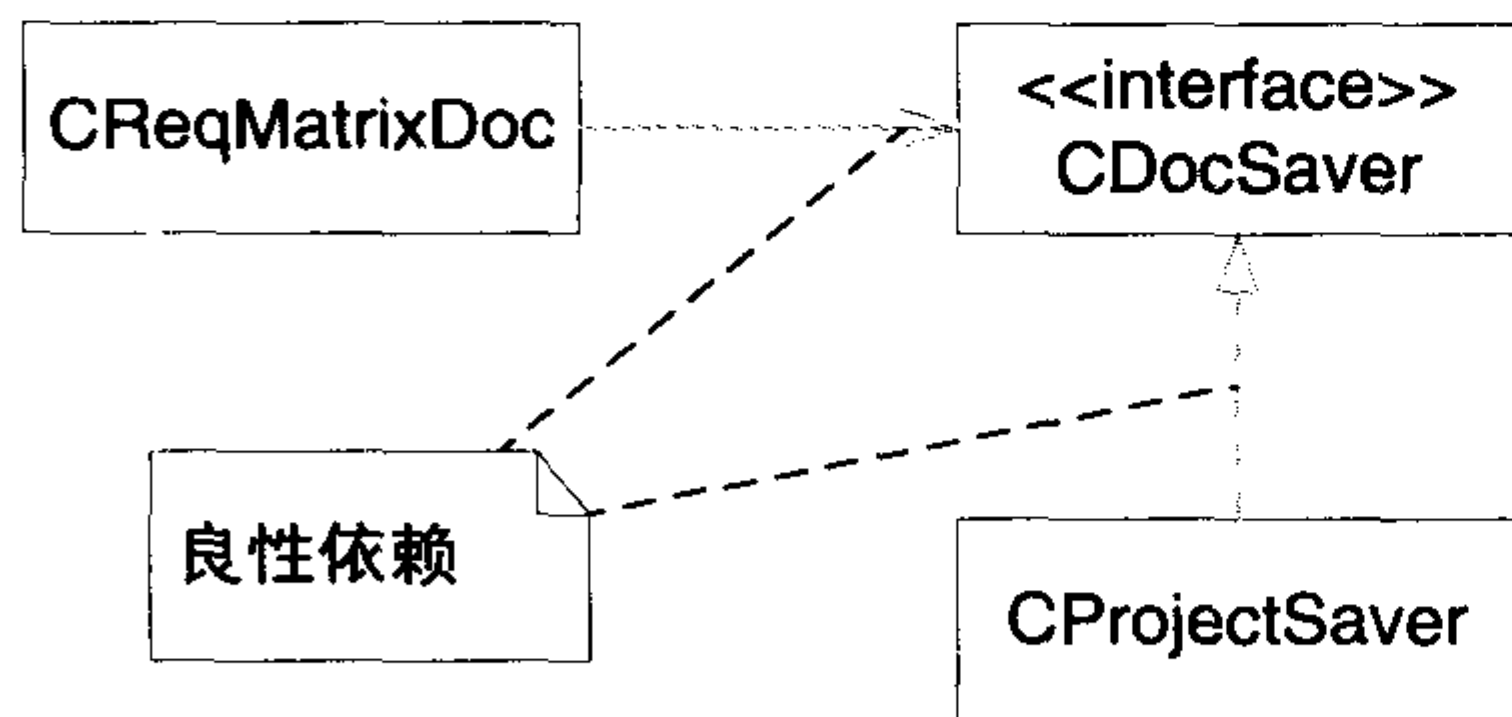 CReqMatrixDoc
<<interface>>
CDocSaver
良性依赖
CProjectSaver